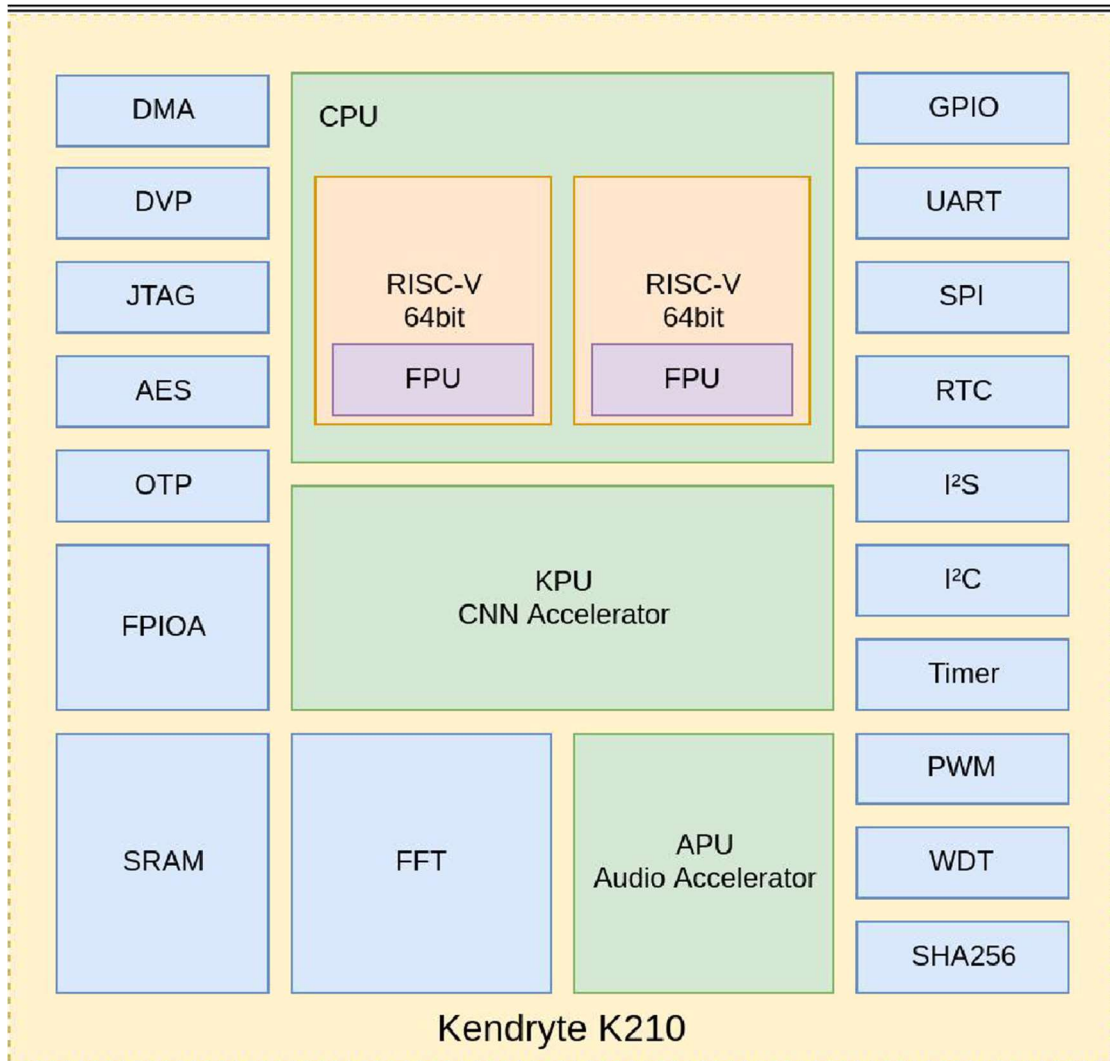 DMA
DVP
JTAG
AES
OTP
FPIOA
SRAM
CPU
RISC-V
64bit
FPU
RISC-V
64bit
FPU
KPU
CNN Accelerator
FFT
APU
Audio Accelerator
GPIO
UART
SPI
RTC
I²S
I²C
Timer
PWM
WDT
SHA256
Kendryte K210